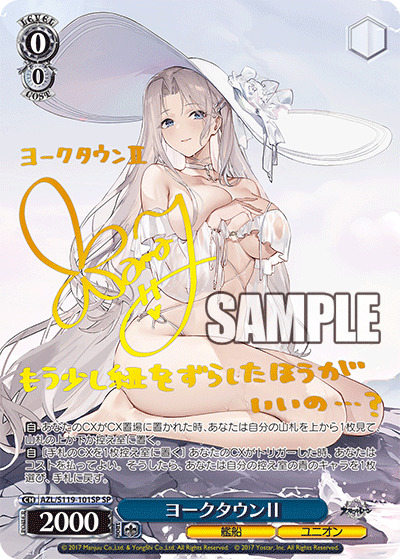 LEVEL
0
0
COST
ヨークタウンⅡ
SAMPLE
もう少し紐をずらしたほうが
いいの…?
自 あなたのCXがCX置場に置かれた時、あなたは自分の山札を上から1枚見て、
山札の上か下か控え室に置く。
自 [手札のCXを1枚控え室に置く] あなたのCXがトリガーした時、あなたは
コストを払ってよい。そうしたら、あなたは自分の控え室の青のキャラを1枚
選び、手札に戻す。
AZL/S119-101SP SP
POWER
2000
ヨークタウンⅡ
艦船
ユニオン
© 2017 Manjuu Co.,Ltd. & YongShi Co.,Ltd. All Rights Reserved. © 2017 Yostar, Inc. All Rights Reserved.